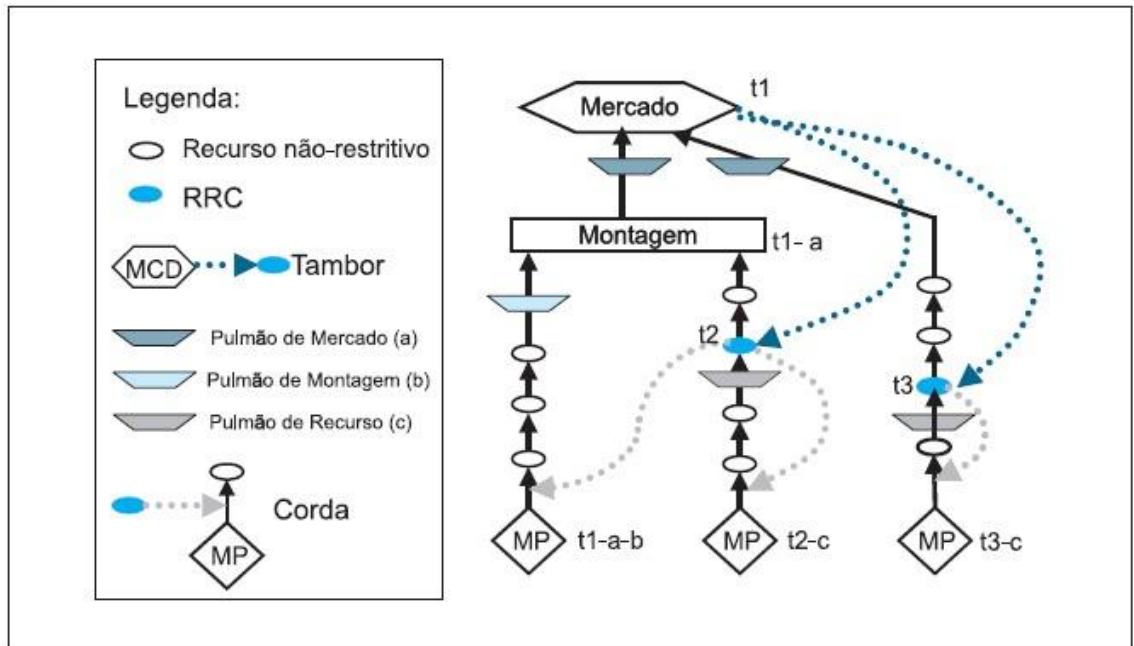 Legenda:
Recurso não-restritivo
RRC
MCD
Tambor
Pulmão de Mercado (a)
Pulmão de Montagem (b)
Pulmão de Recurso (c)
Corda
MP
Mercado
t1
Montagem
t1- a
t2
t3
MP
t1-a-b
MP
t2-c
MP
t3-c